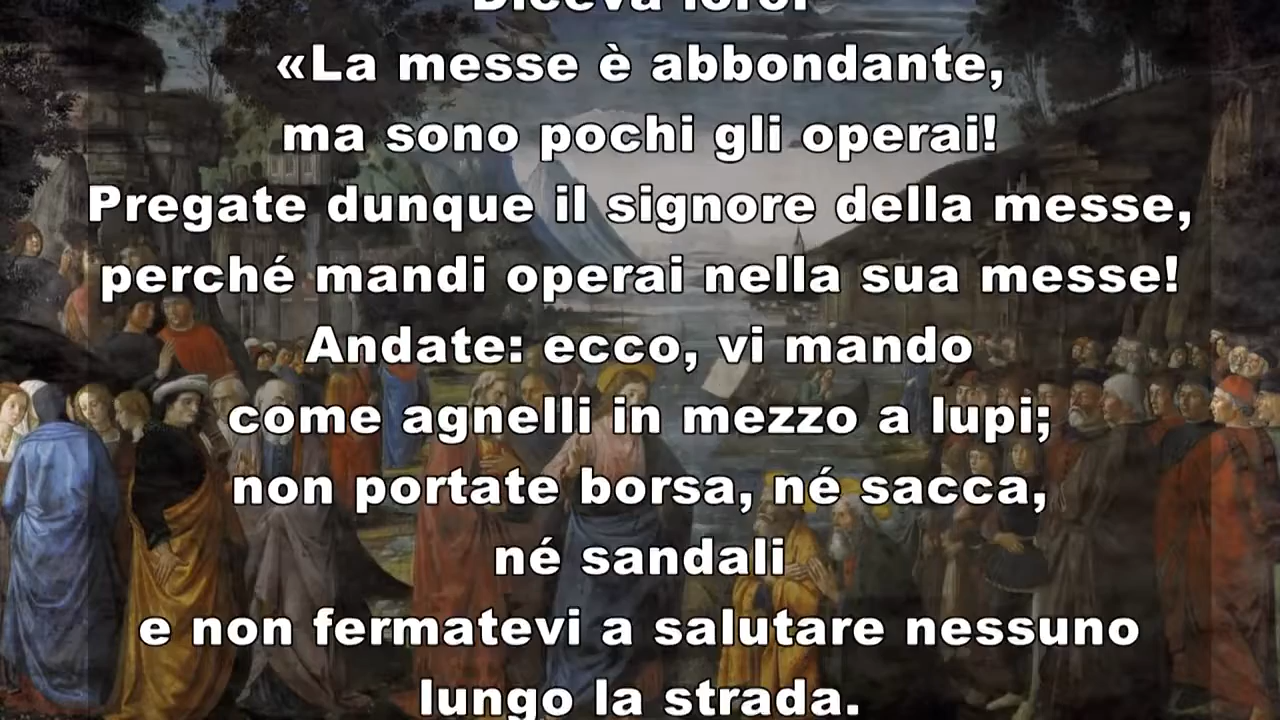 Diceva loro:
«La messe è abbondante,
ma sono pochi gli operai!
Pregate dunque il signore della messe,
perché mandi operai nella sua messe!
Andate: ecco, vi mando
come agnelli in mezzo a lupi;
non portate borsa, né sacca,
né sandali
e non fermatevi a salutare nessuno
lungo la strada.